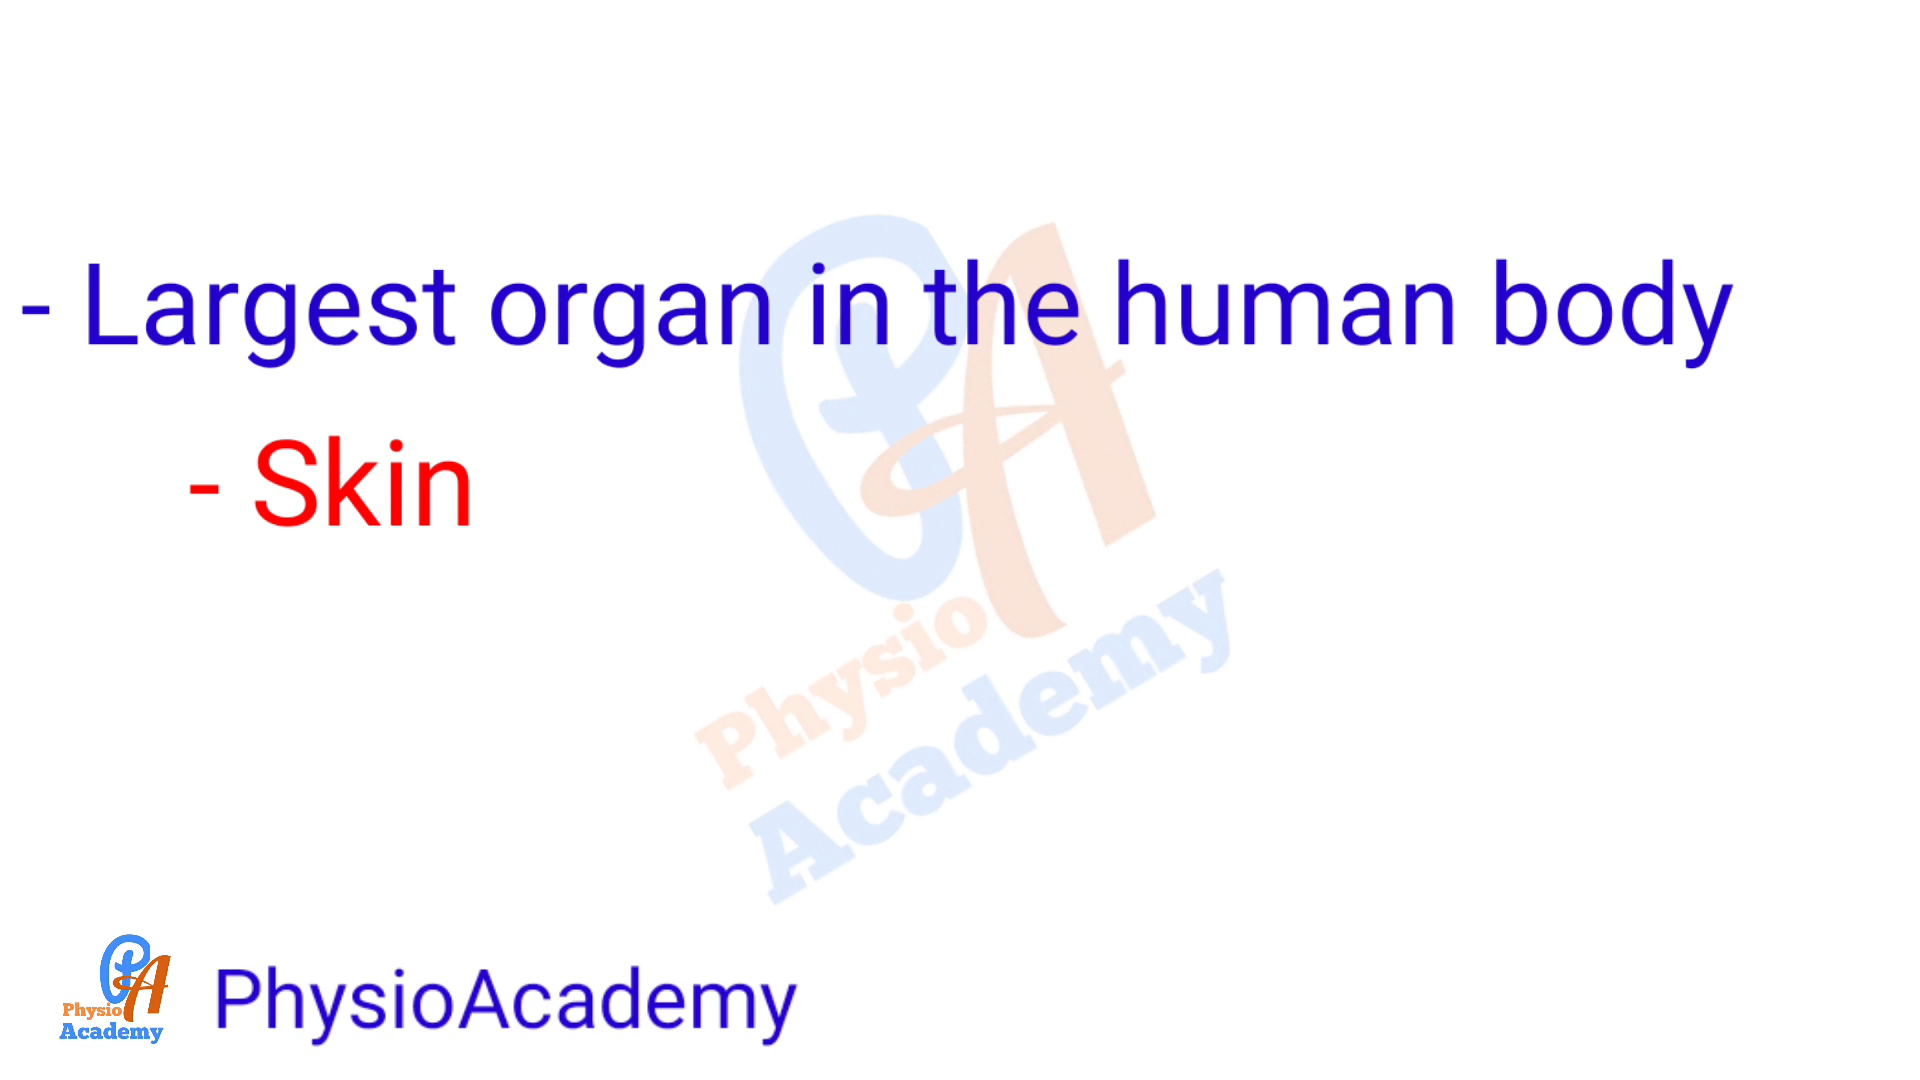 - Largest organ in the human body
- Skin
Physio
Academy
Physio
Academy
PhysioAcademy